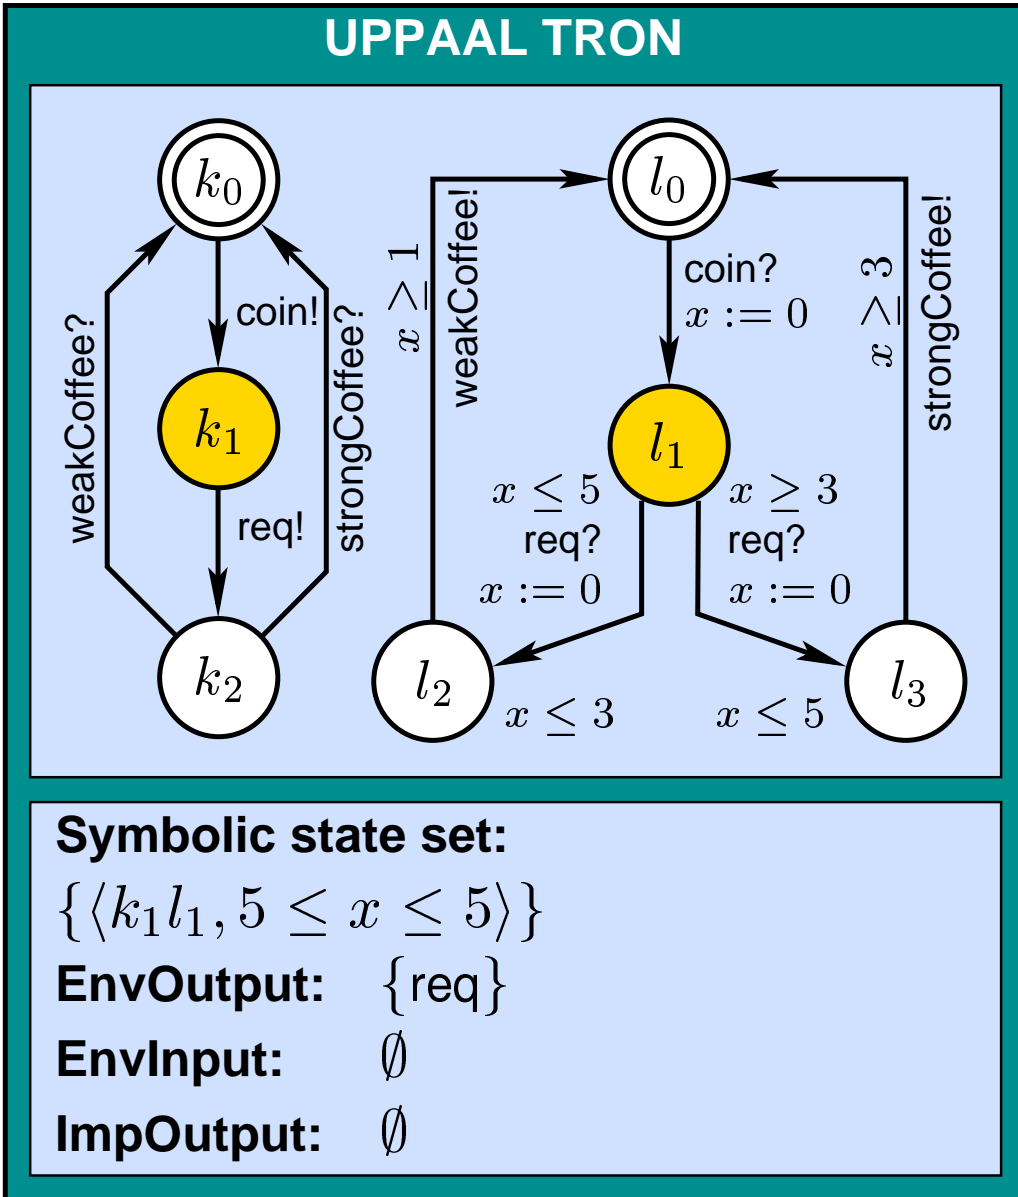 UPPAAL TRON
k₀
coin!
weakCoffee?
strongCoffee?
k₁
req!
k₂
l₀
x ≥ 1
weakCoffee!
coin?
x := 0
x ≥ 3
strongCoffee!
l₁
x ≤ 5
req?
x := 0
x ≥ 3
req?
x := 0
l₂
x ≤ 3
x ≤ 5
l₃
Symbolic state set:
{⟨k₁l₁, 5 ≤ x ≤ 5⟩}
EnvOutput: {req}
EnvInput: ∅
ImpOutput: ∅